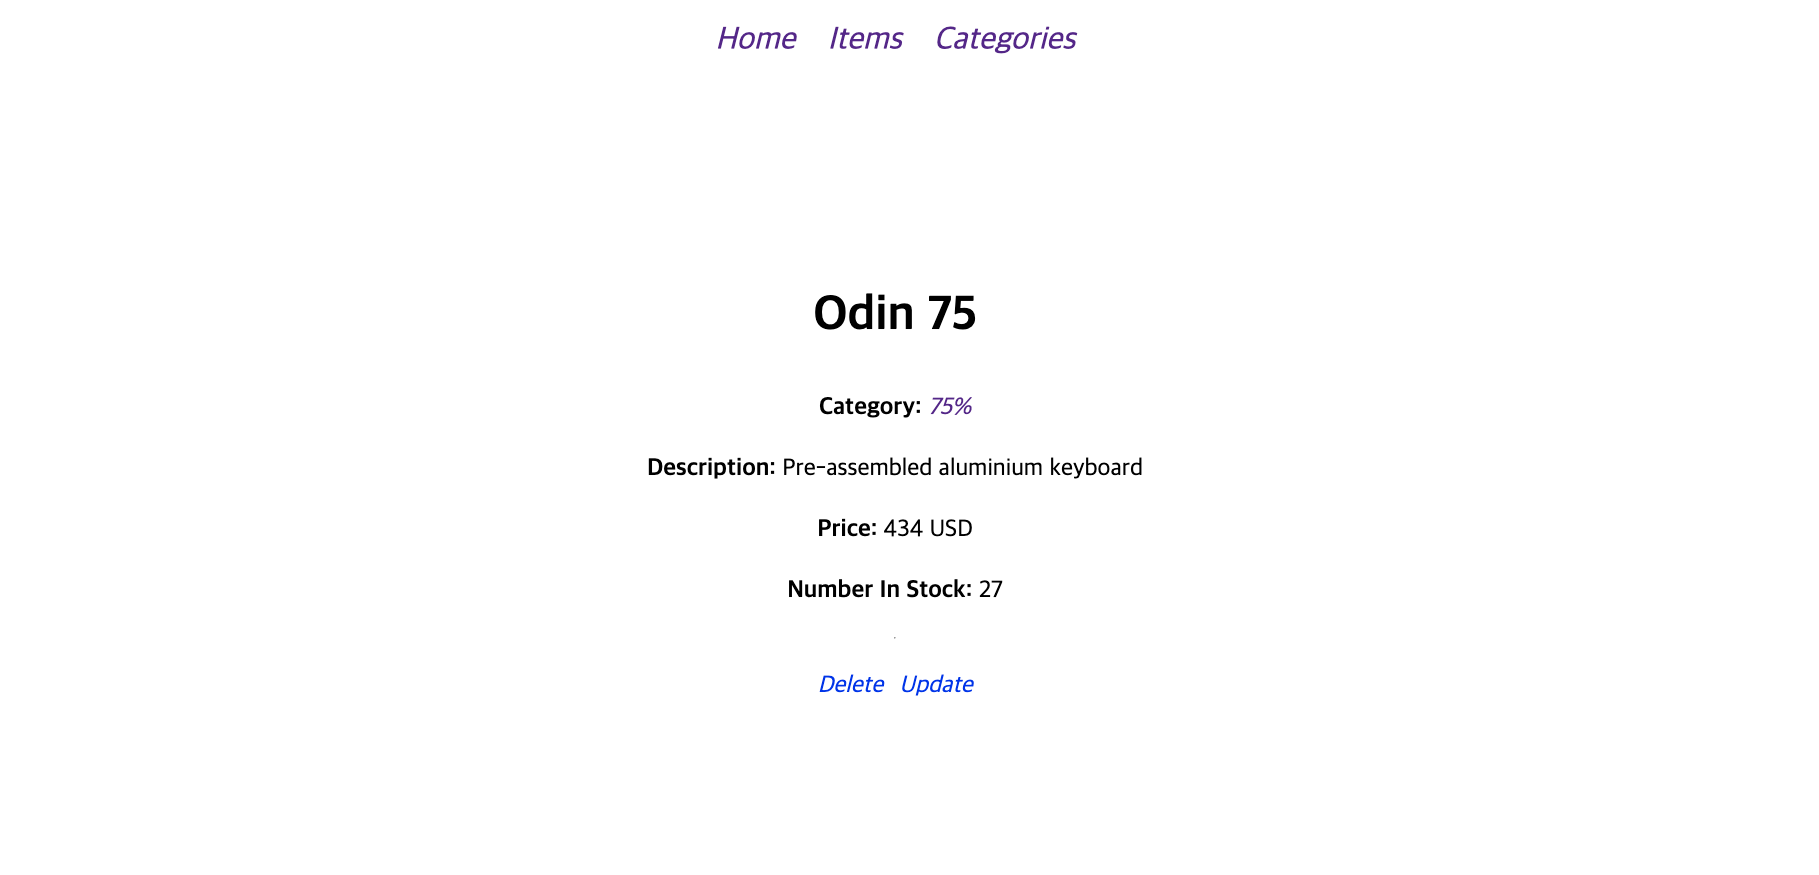 Home Items Categories
Odin 75
Category: 75%
Description: Pre-assembled aluminium keyboard
Price: 434 USD
Number In Stock: 27
Delete Update